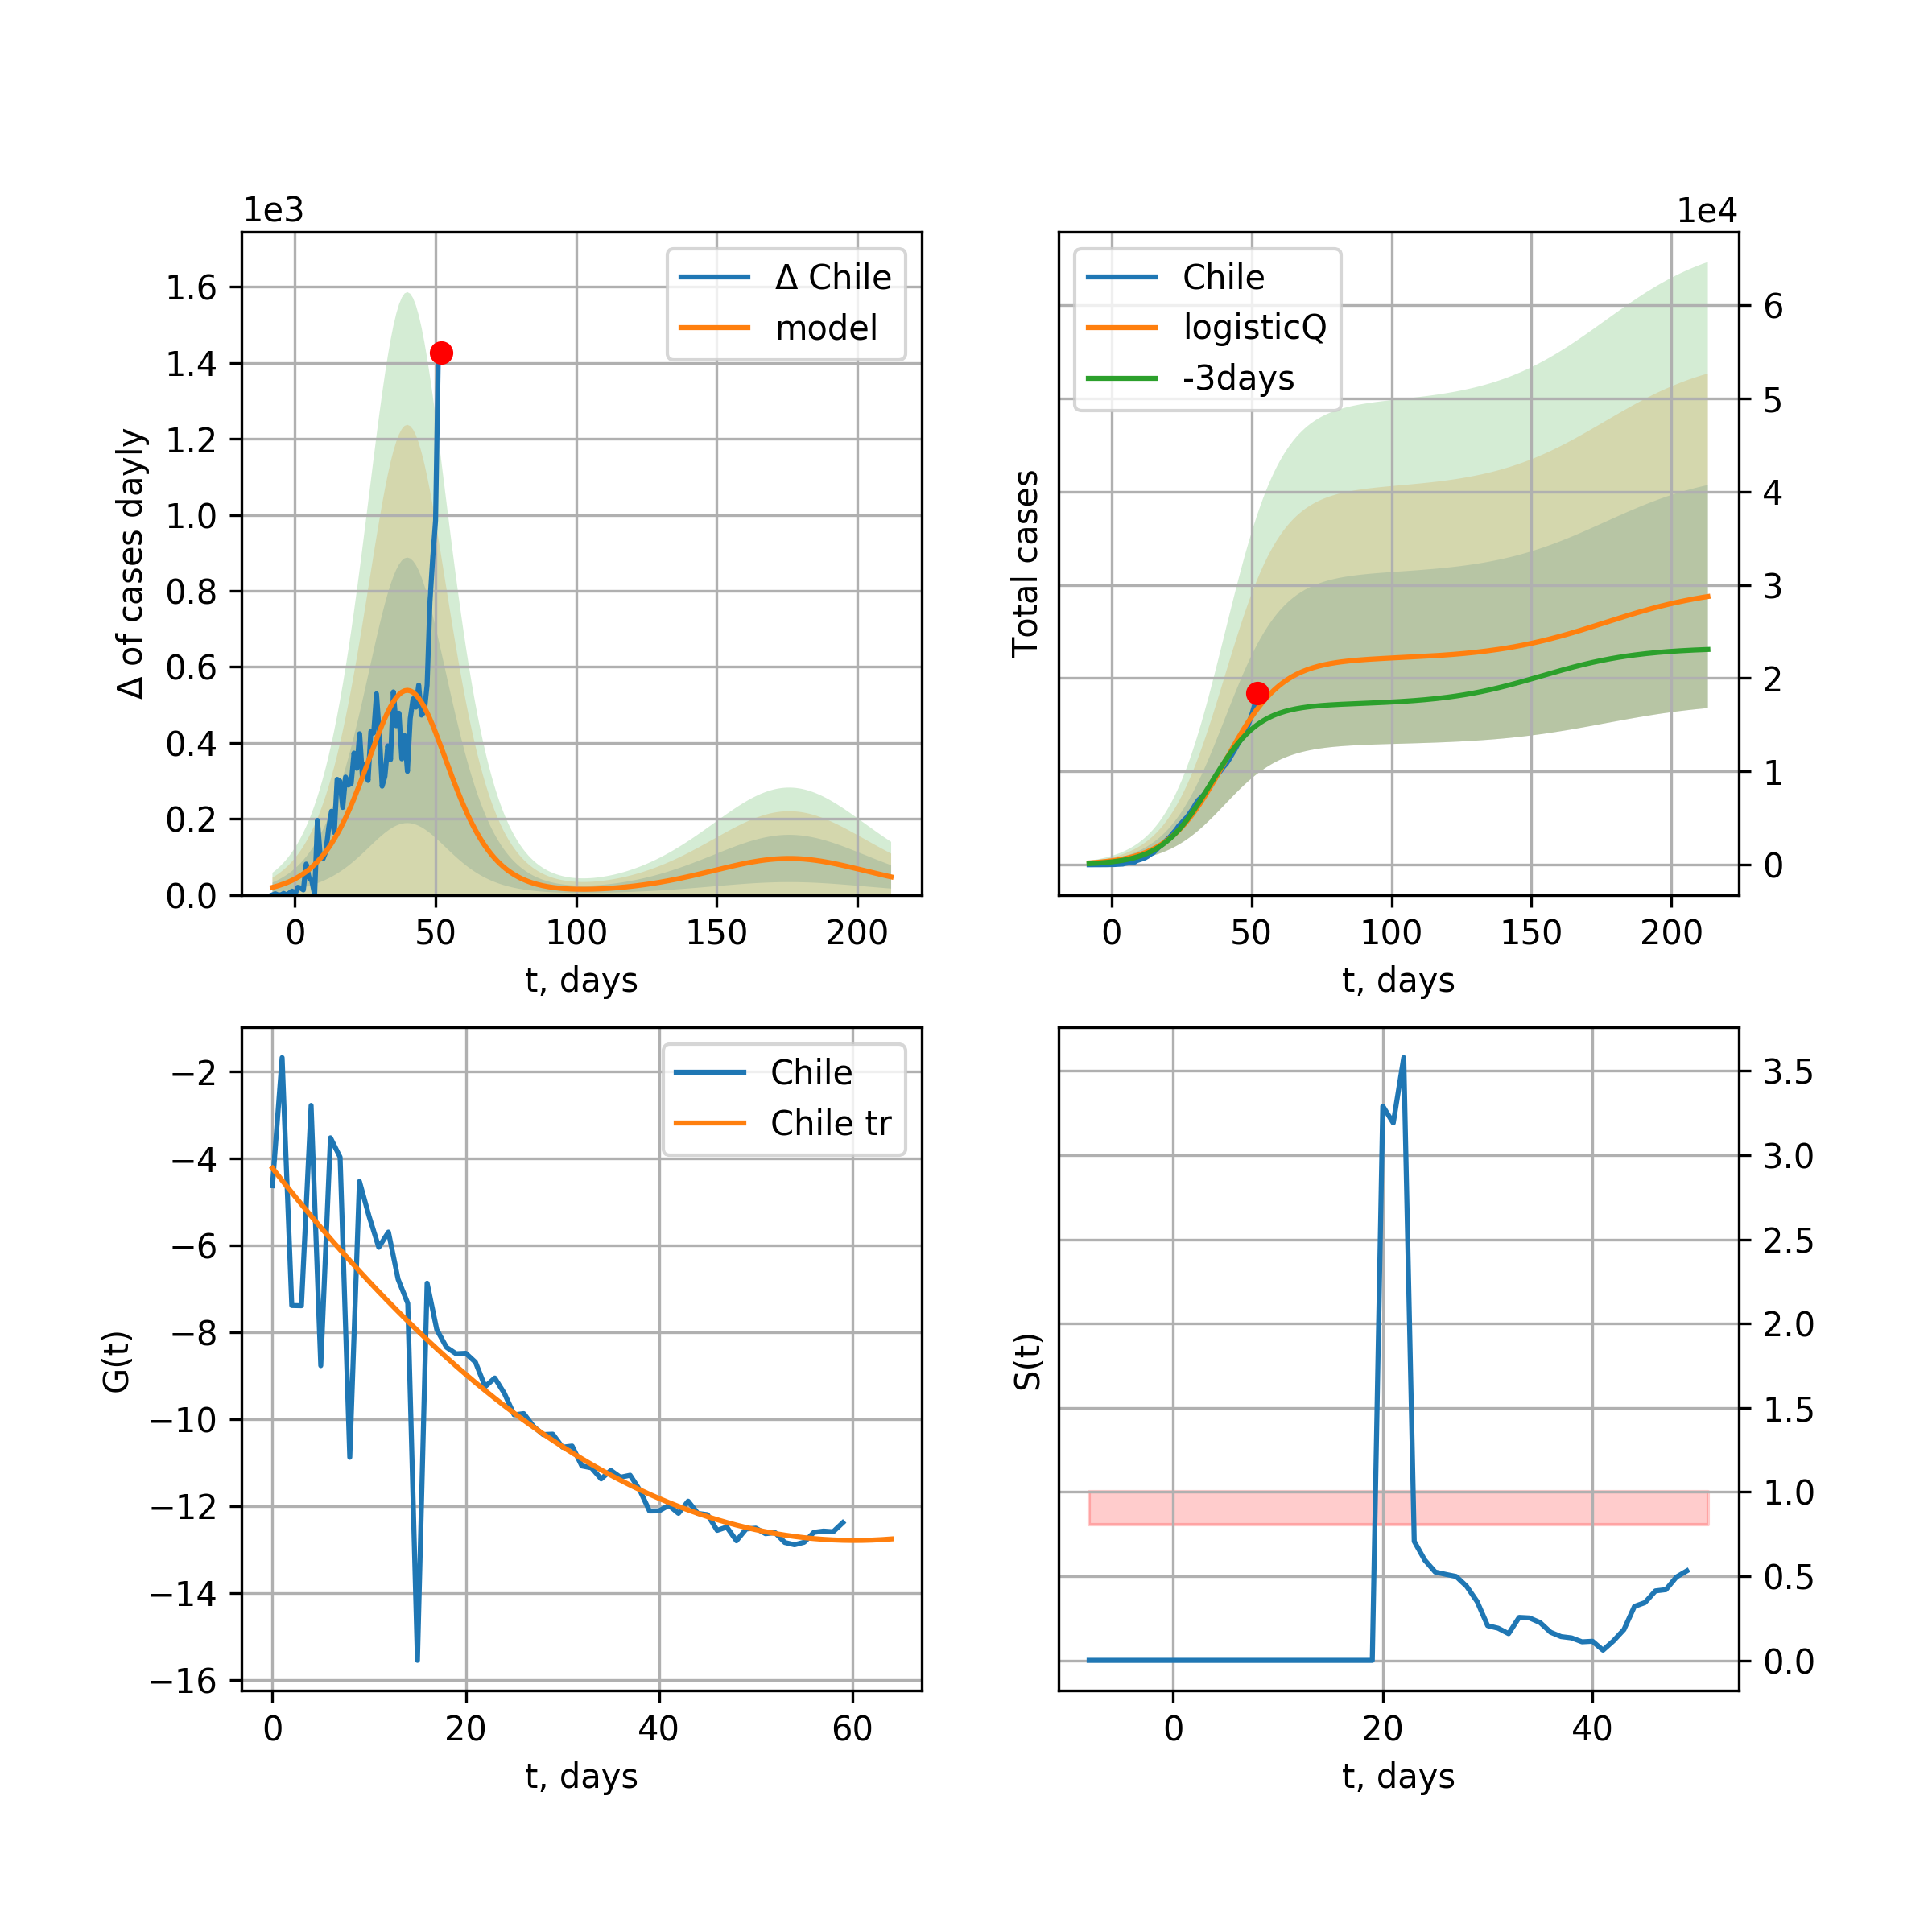 1e3
Δ Chile
model
1.6
1.4
1.2
1.0
0.8
0.6
0.4
0.2
0.0
Δ of cases dayly
0 50 100 150 200
t, days
1e4
Chile
logisticQ
-3days
6
5
4
3
2
1
0
Total cases
0 50 100 150 200
t, days
Chile
Chile tr
−2
−4
−6
−8
−10
−12
−14
−16
G(t)
0 20 40 60
t, days
3.5
3.0
2.5
2.0
1.5
1.0
0.5
0.0
S(t)
0 20 40
t, days